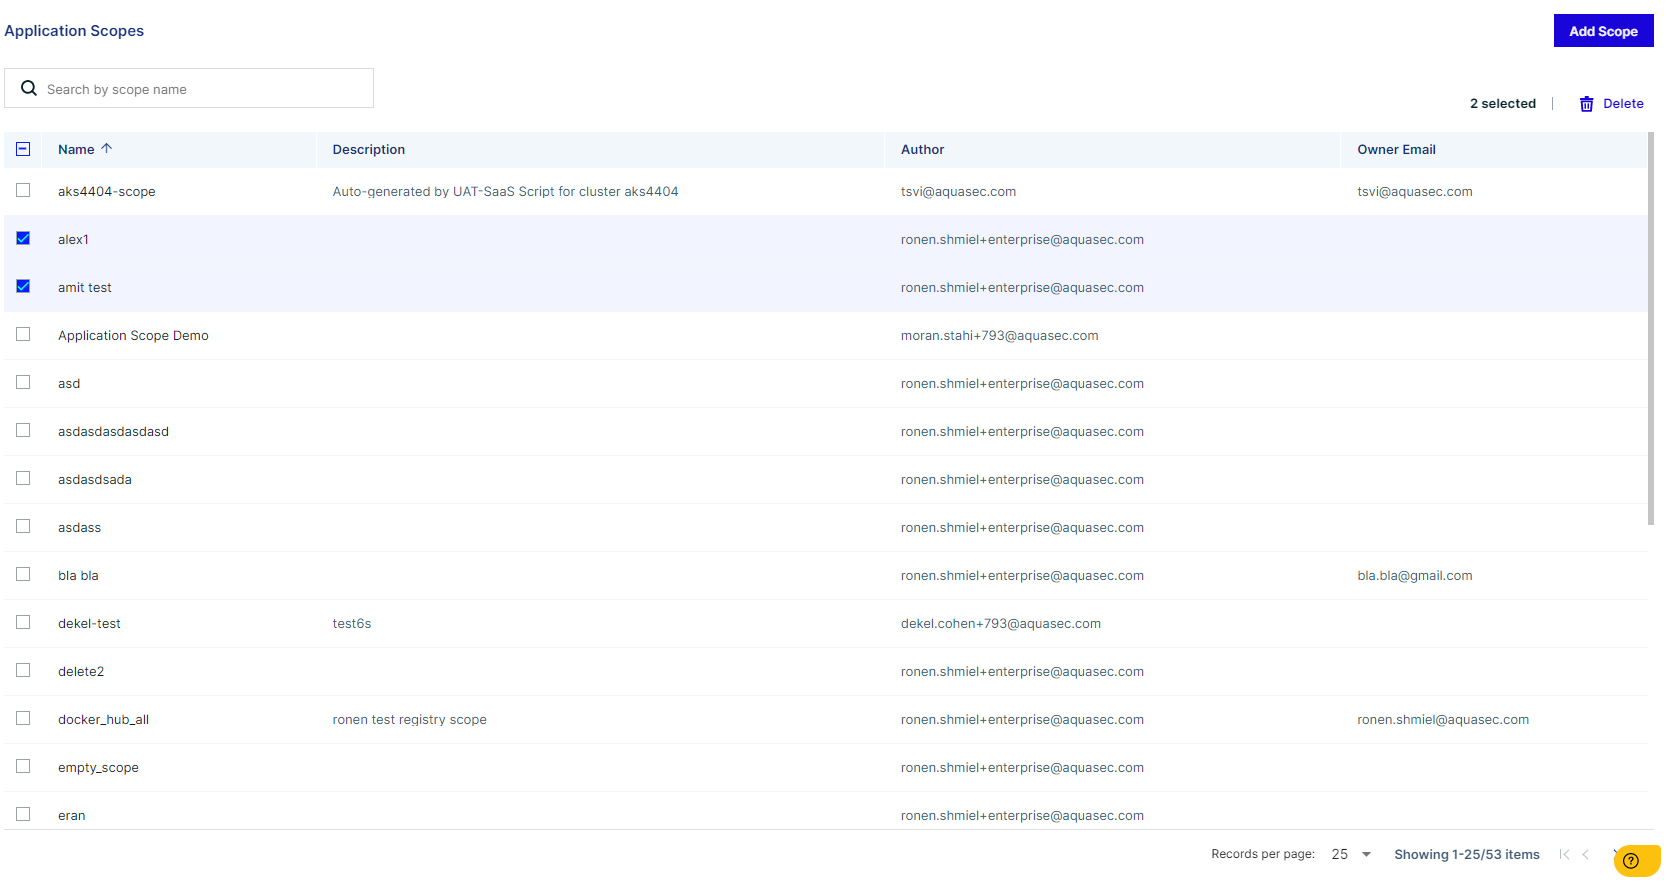 Application Scopes
Add Scope
Search by scope name
2 selected | Delete
Name Description Author Owner Email
aks4404-scope Auto-generated by UAT-SaaS Script for cluster aks4404 tsvi@aquasec.com tsvi@aquasec.com
alex1 ronen.shmiel+enterprise@aquasec.com
amit test ronen.shmiel+enterprise@aquasec.com
Application Scope Demo moran.stahi+793@aquasec.com
asd ronen.shmiel+enterprise@aquasec.com
asdasdasdasdasd ronen.shmiel+enterprise@aquasec.com
asdasdsada ronen.shmiel+enterprise@aquasec.com
asdass ronen.shmiel+enterprise@aquasec.com
bla bla ronen.shmiel+enterprise@aquasec.com bla.bla@gmail.com
dekel-test test6s dekel.cohen+793@aquasec.com
delete2 ronen.shmiel+enterprise@aquasec.com
docker_hub_all ronen test registry scope ronen.shmiel+enterprise@aquasec.com ronen.shmiel@aquasec.com
empty_scope ronen.shmiel+enterprise@aquasec.com
eran ronen.shmiel+enterprise@aquasec.com
Records per page: 25 Showing 1-25/53 items